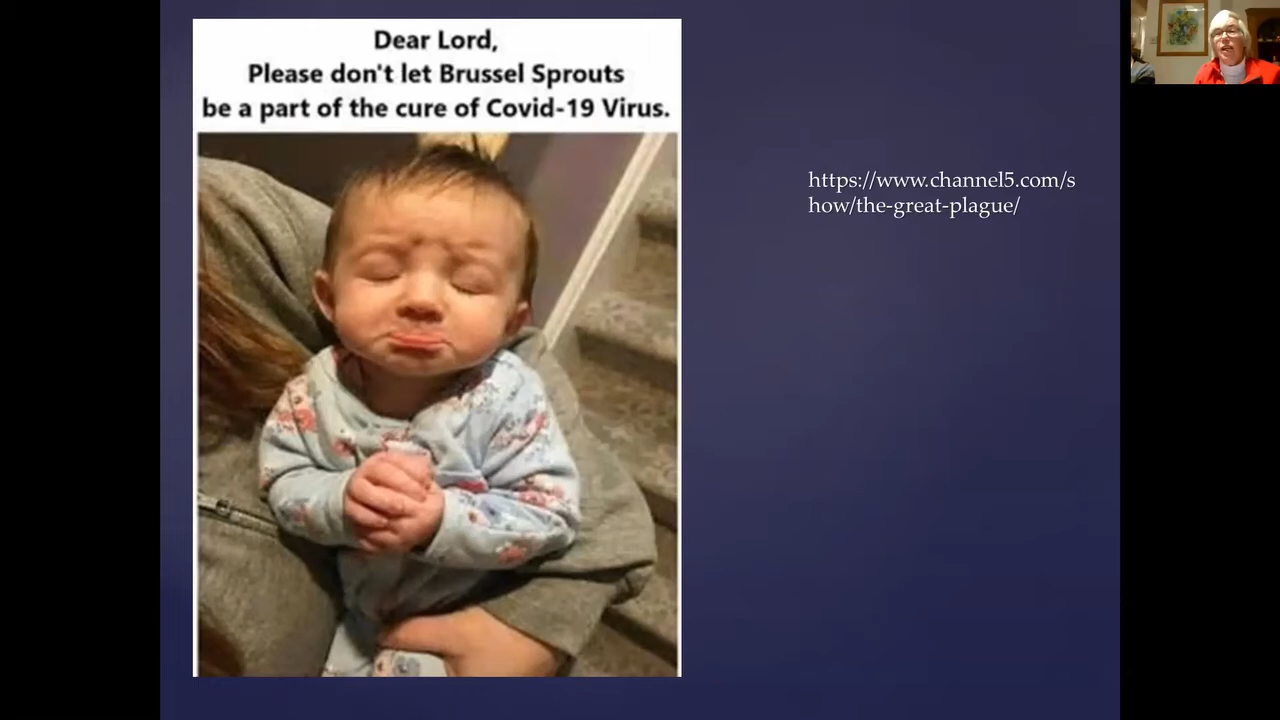 Dear Lord,
Please don't let Brussel Sprouts
be a part of the cure of Covid-19 Virus.
https://www.channel5.com/s
how/the-great-plague/